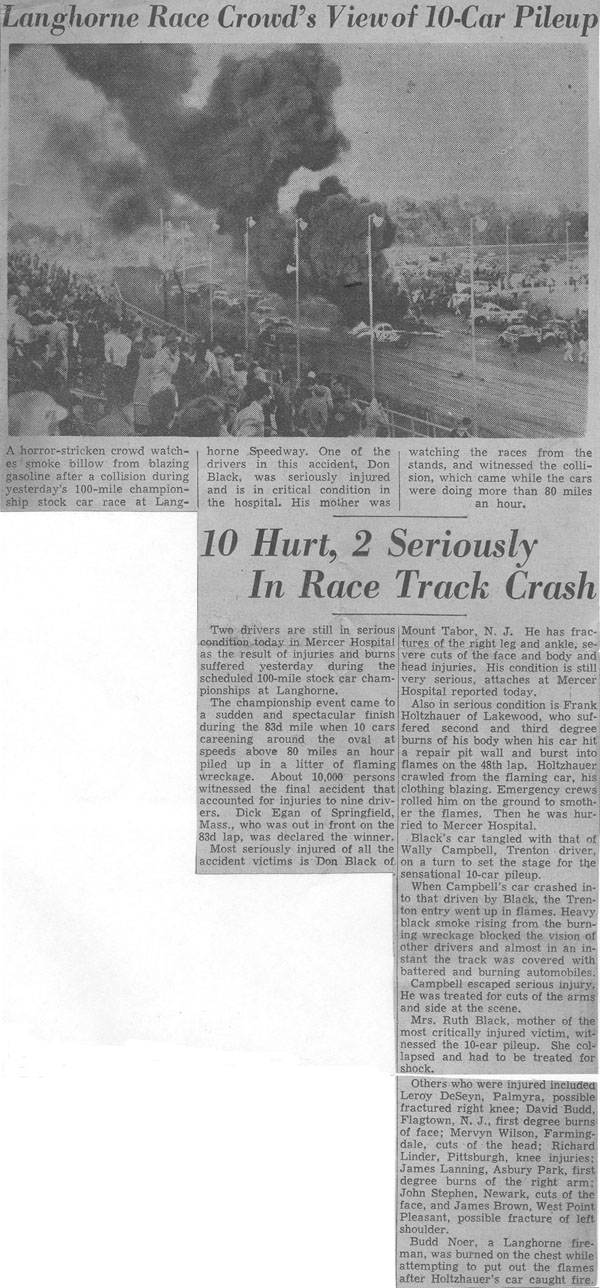 Langhorne Race Crowd's View of 10-Car Pileup
A horror-stricken crowd watch-
es smoke billow from blazing
gasoline after a collision during
yesterday's 100-mile champion-
ship stock car race at Lang-
horne Speedway. One of the
drivers in this accident, Don
Black, was seriously injured
and is in critical condition in
the hospital. His mother was
watching the races from the
stands, and witnessed the colli-
sion, which came while the cars
were doing more than 80 miles
an hour.
10 Hurt, 2 Seriously
In Race Track Crash
Two drivers are still in serious
condition today in Mercer Hospital
as the result of injuries and burns
suffered yesterday during the
scheduled 100-mile stock car cham-
pionships at Langhorne.
The championship event came to
a sudden and spectacular finish
during the 83d mile when 10 cars
careening around the oval at
speeds above 80 miles an hour
piled up in a litter of flaming
wreckage. About 10,000 persons
witnessed the final accident that
accounted for injuries to nine driv-
ers. Dick Egan of Springfield,
Mass., who was out in front on the
83d lap, was declared the winner.
Most seriously injured of all the
accident victims is Don Black of
Mount Tabor, N. J. He has frac-
tures of the right leg and ankle, se-
vere cuts of the face and body and
head injuries. His condition is still
very serious, attaches at Mercer
Hospital reported today.
Also in serious condition is Frank
Holtzhauer of Lakewood, who suf-
fered second and third degree
burns of his body when his car hit
a repair pit wall and burst into
flames on the 48th lap. Holtzhauer
crawled from the flaming car, his
clothing blazing. Emergency crews
rolled him on the ground to smoth-
er the flames. Then he was hur-
ried to Mercer Hospital.
Black's car tangled with that of
Wally Campbell, Trenton driver,
on a turn to set the stage for the
sensational 10-car pileup.
When Campbell's car crashed in-
to that driven by Black, the Tren-
ton entry went up in flames. Heavy
black smoke rising from the burn-
ing wreckage blocked the vision of
other drivers and almost in an in-
stant the track was covered with
battered and burning automobiles.
Campbell escaped serious injury.
He was treated for cuts of the arms
and side at the scene.
Mrs. Ruth Black, mother of the
most critically injured victim, wit-
nessed the 10-car pileup. She col-
lapsed and had to be treated for
shock.
Others who were injured included
Leroy DeSeyn, Palmyra, possible
fractured right knee; David Budd,
Flagtown, N. J., first degree burns
of face; Mervyn Wilson, Farming-
dale, cuts of the head; Richard
Linder, Pittsburgh, knee injuries;
James Lanning, Asbury Park, first
degree burns of the right arm;
John Stephen, Newark, cuts of the
face, and James Brown, West Point
Pleasant, possible fracture of left
shoulder.
Budd Noer, a Langhorne fire-
man, was burned on the chest while
attempting to put out the flames
after Holtzhauer's car caught fire.